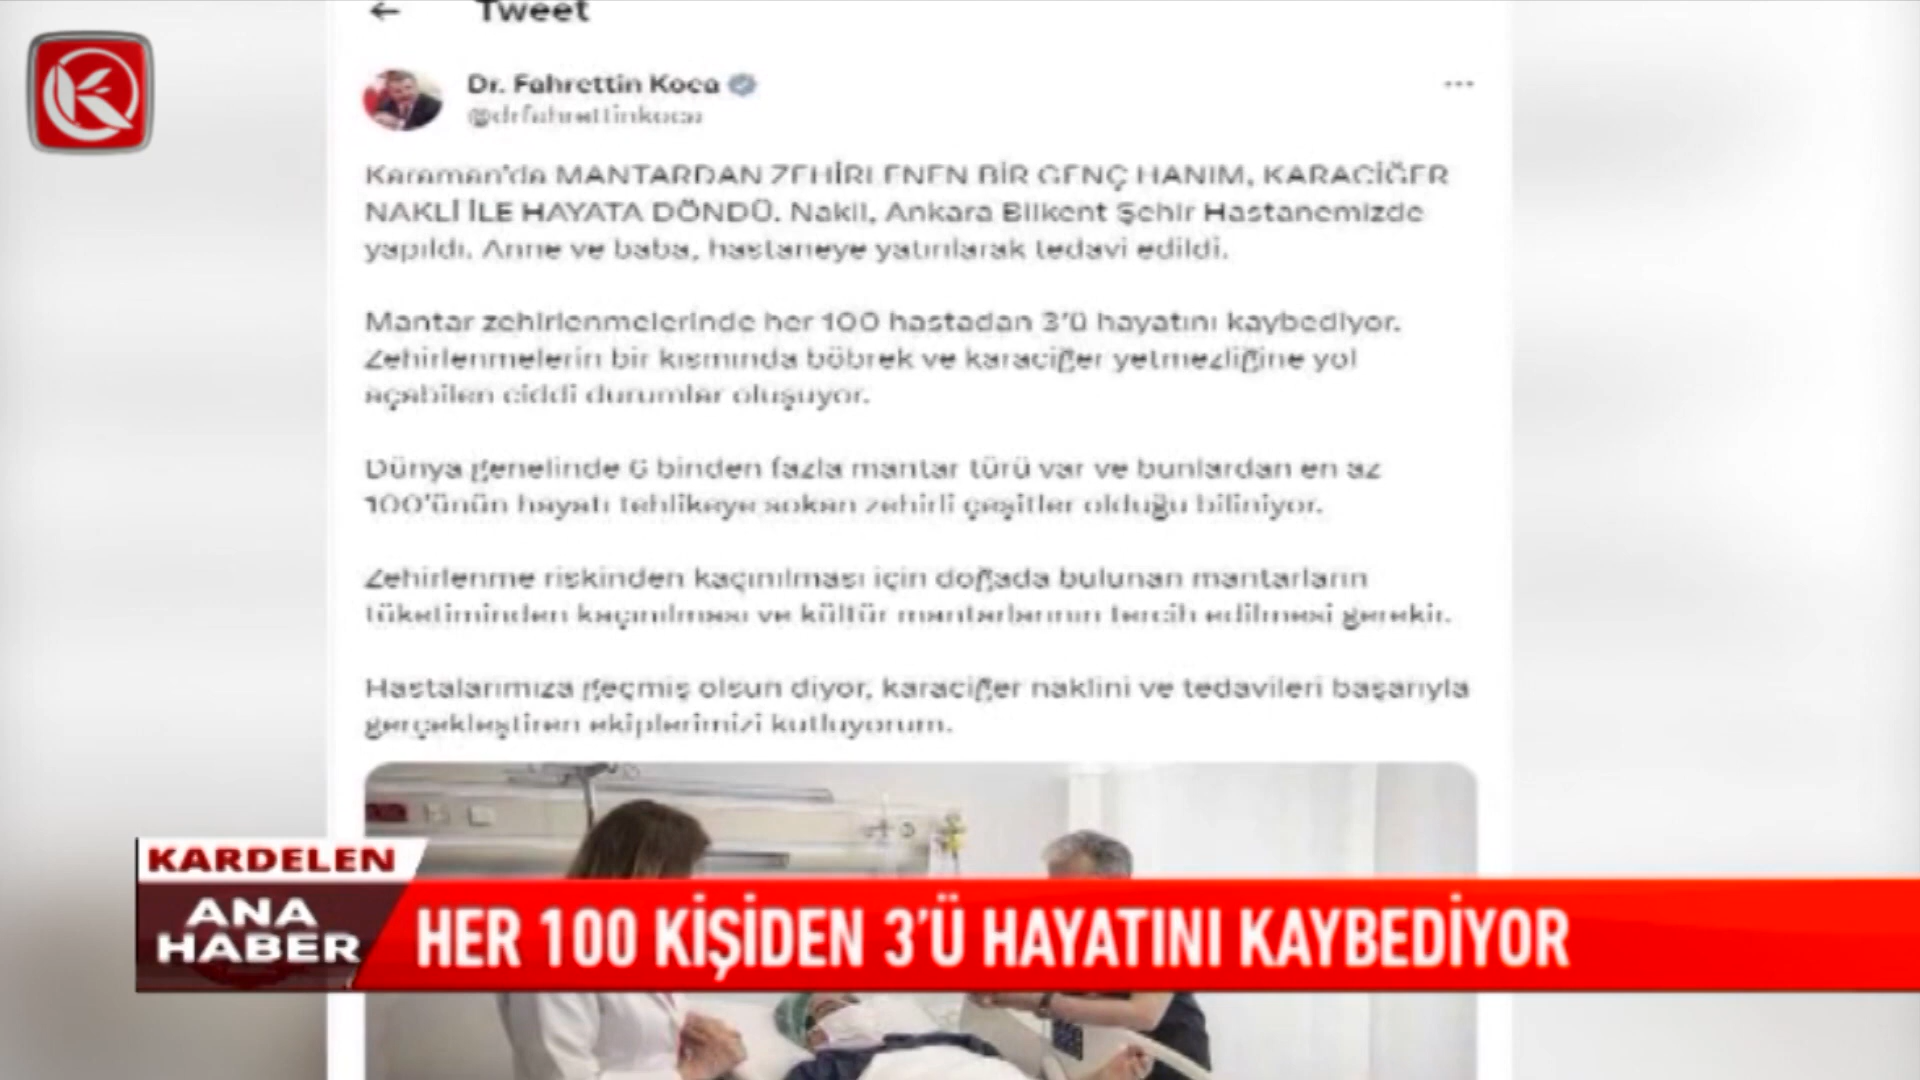 Tweet
Dr. Fahrettin Koca
@drfahrettinkoca
Karaman'da MANTARDAN ZEHİRLENEN BİR GENÇ HANIM, KARACİĞER
NAKLİ İLE HAYATA DÖNDÜ. Nakil, Ankara Bilkent Şehir Hastanemizde
yapıldı. Anne ve baba, hastaneye yatırılarak tedavi edildi.
Mantar zehirlenmelerinde her 100 hastadan 3'ü hayatını kaybediyor.
Zehirlenmelerin bir kısmında böbrek ve karaciğer yetmezliğine yol
açabilen ciddi durumlar oluşuyor.
Dünya genelinde 6 binden fazla mantar türü var ve bunlardan en az
100'ünün hayatı tehlikeye sokan zehirli çeşitler olduğu biliniyor.
Zehirlenme riskinden kaçınılması için doğada bulunan mantarların
tüketiminden kaçınılması ve kültür mantarlarının tercih edilmesi gerekir.
Hastalarımıza geçmiş olsun diyor, karaciğer naklini ve tedavileri başarıyla
gerçekleştiren ekiplerimizi kutluyorum.
KARDELEN
ANA
HABER
HER 100 KİŞİDEN 3'Ü HAYATINI KAYBEDİYOR